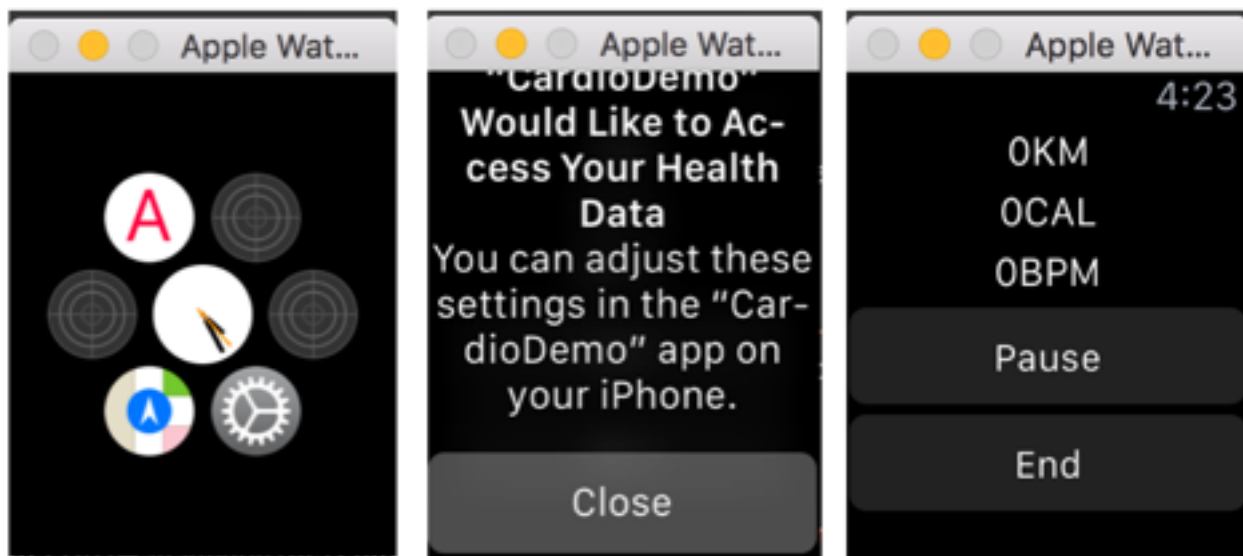 Apple Wat...
A
Apple Wat...
"CardioDemo"
Would Like to Ac-
cess Your Health
Data
You can adjust these
settings in the "Car-
dioDemo" app on
your iPhone.
Close
Apple Wat...
4:23
0KM
0CAL
0BPM
Pause
End